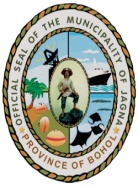 OFFICIAL SEAL OF THE MUNICIPALITY OF JAGNA
PROVINCE OF BOHOL